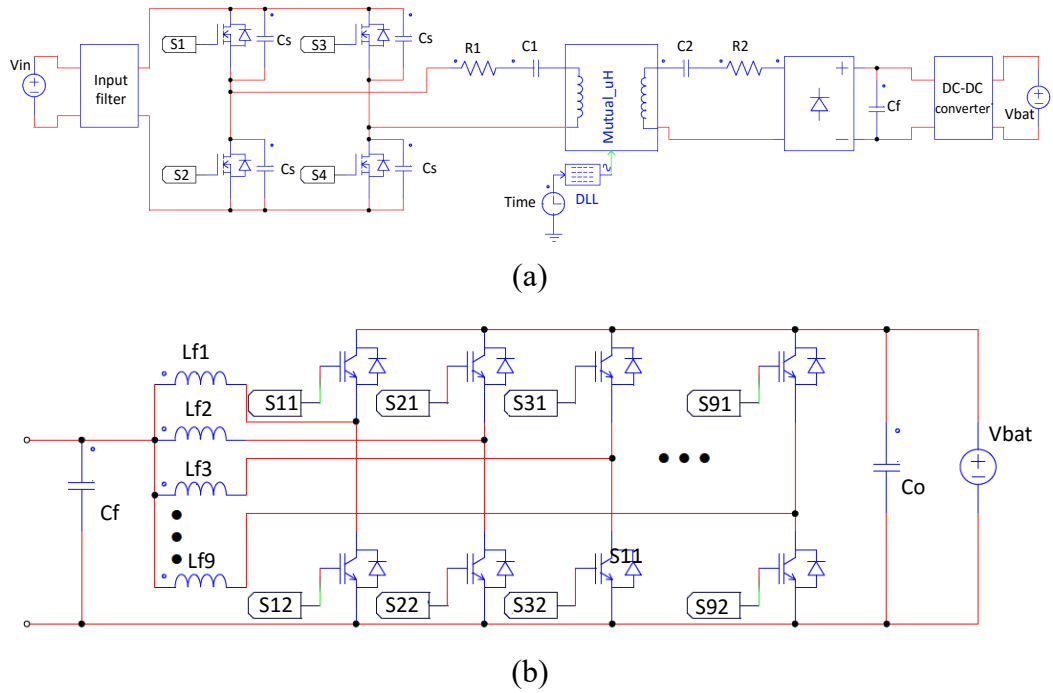 S1
Cs
S3
Cs
Vin
Input
filter
R1
C1
Mutual_uH
C2
R2
Cf
DC-DC
converter
Vbat
S2
Cs
S4
Cs
Time
DLL
(a)
Lf1
S11
S21
S31
S91
Lf2
Lf3
Vbat
Cf
Co
Lf9
S11
S12
S22
S32
S92
(b)